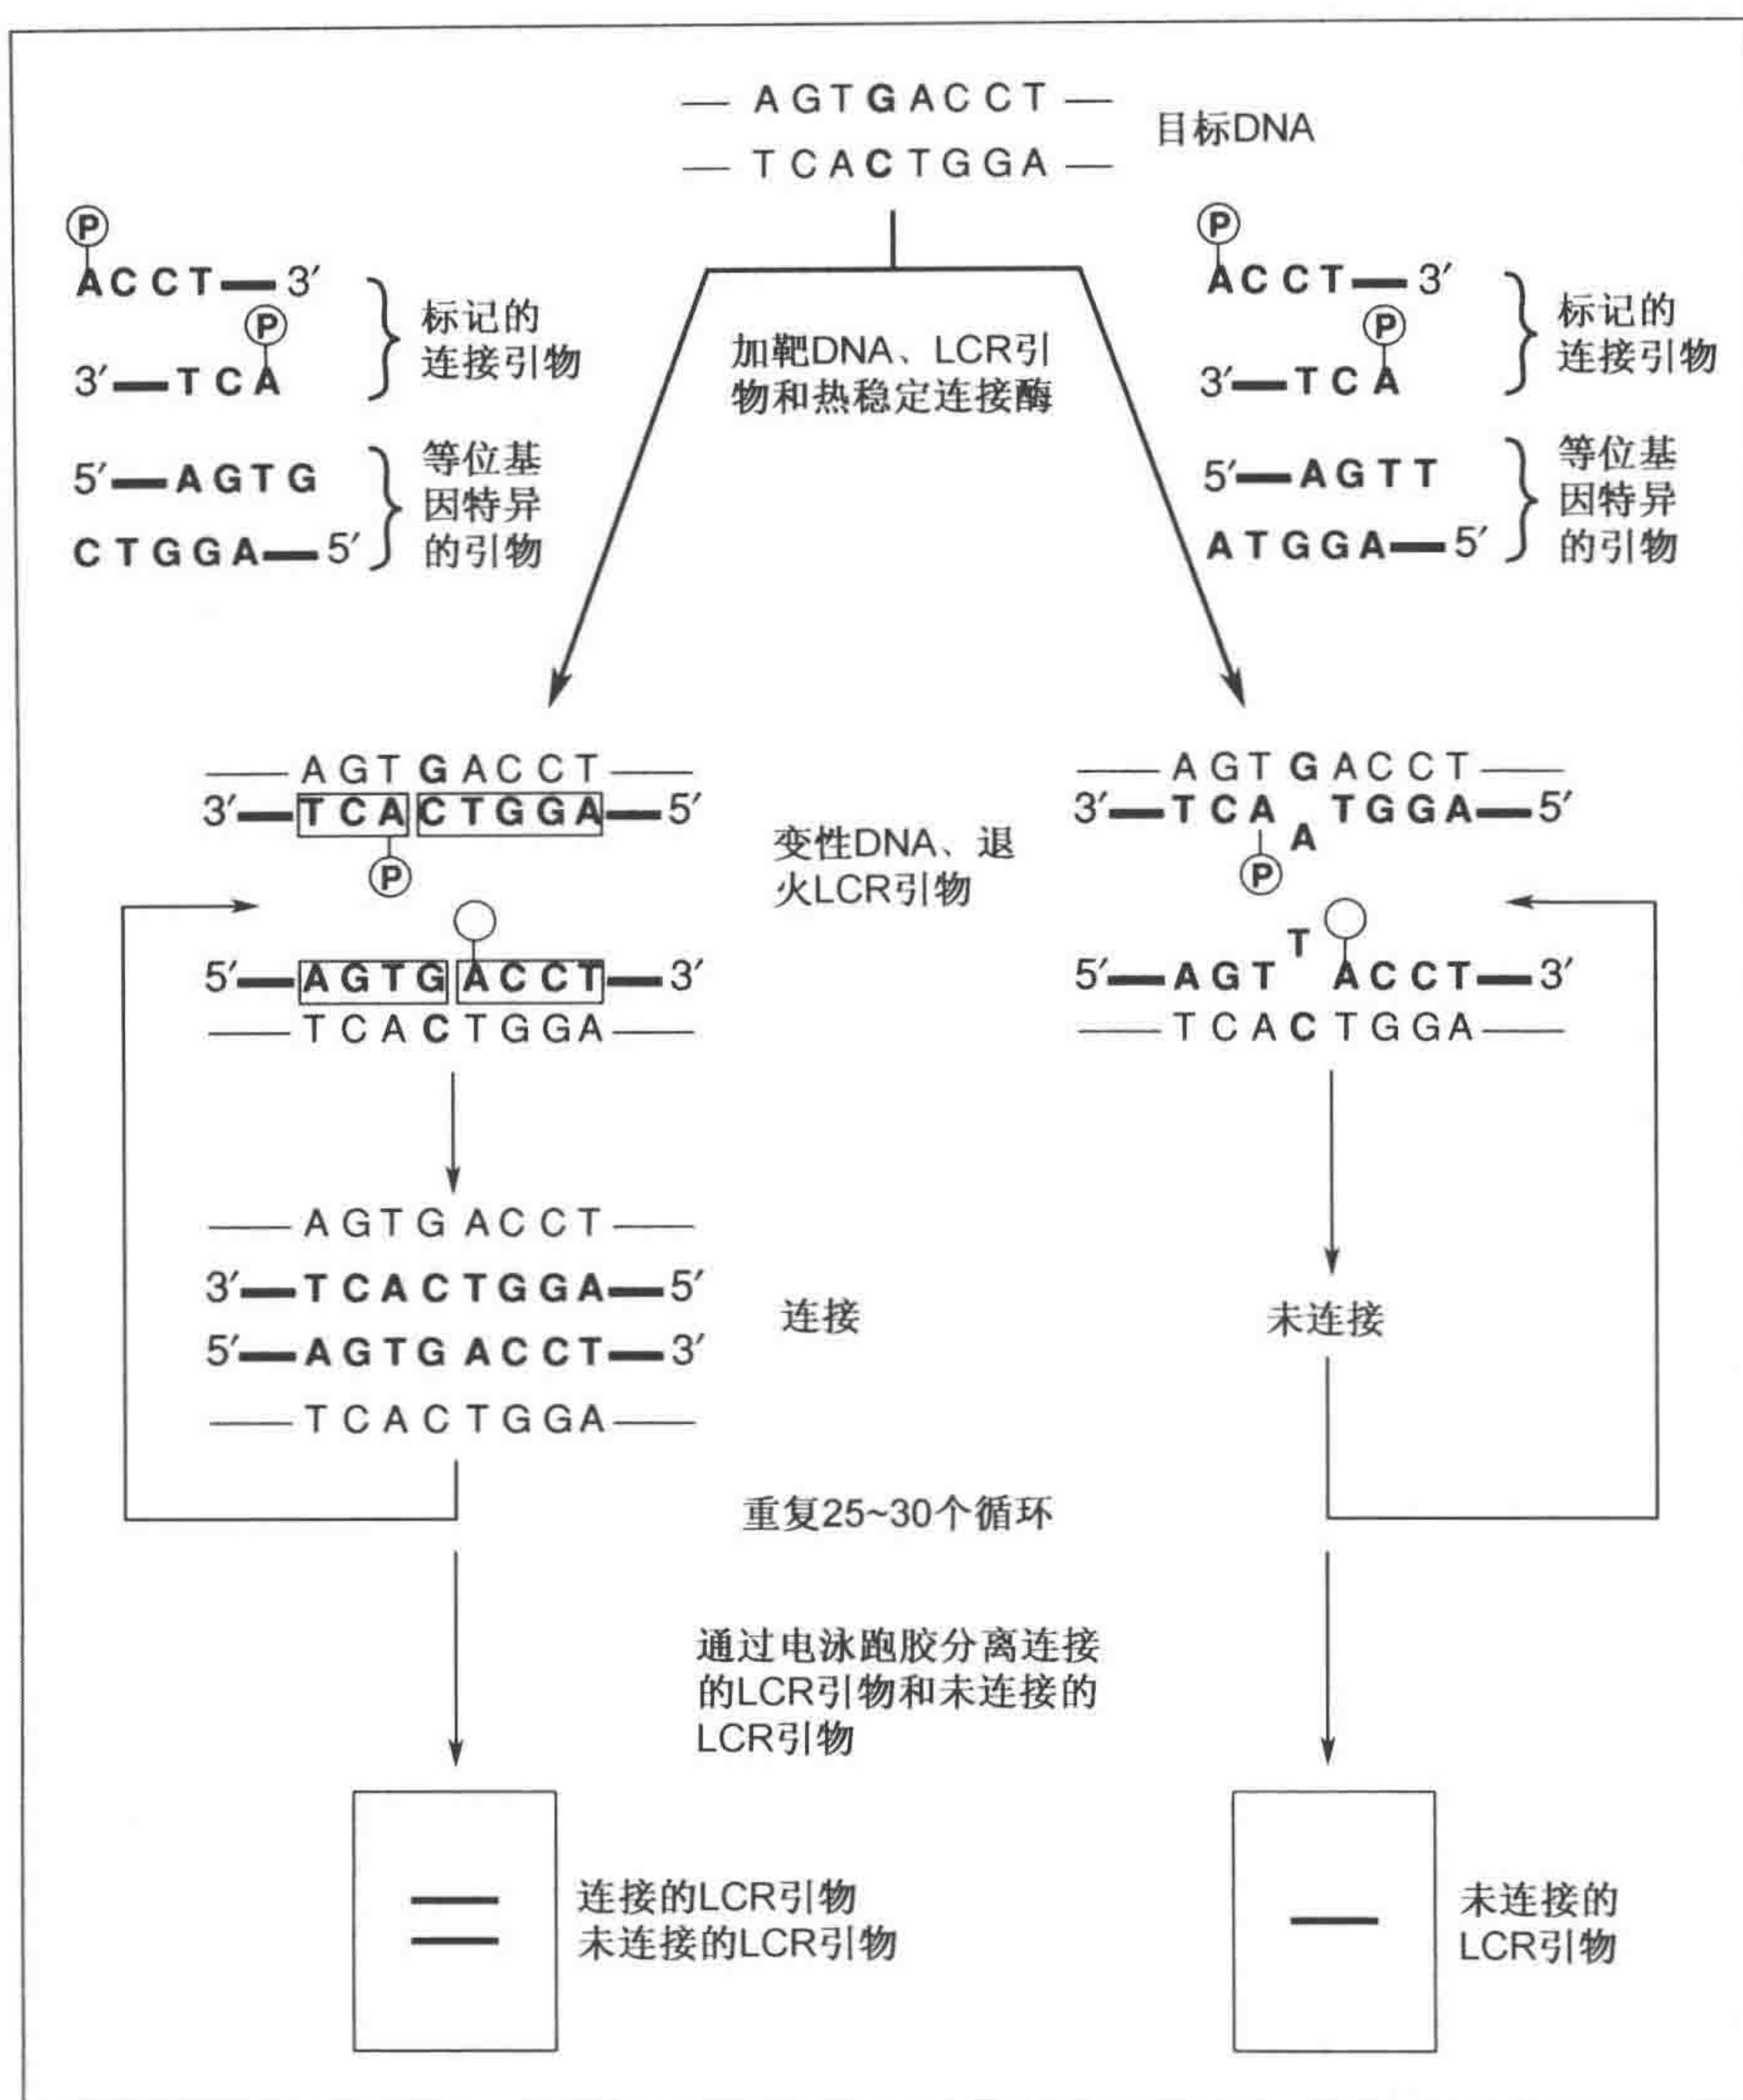 — AGTGACCT —
— TCACTGGA —
目标DNA
P
ACCT—3′
P
3′—TCA
标记的
连接引物
5′—AGTG
CTGGA—5′
等位基
因特异
的引物
加靶DNA、LCR引
物和热稳定连接酶
P
ACCT—3′
P
3′—TCA
标记的
连接引物
5′—AGTT
ATGGA—5′
等位基
因特异
的引物
—AGTGACCT—
3′—TCA CTGGA—5′
P
5′—AGTG ACCT—3′
—TCACTGGA—
变性DNA、退
火LCR引物
—AGTGACCT—
3′—TCA TGGA—5′
A
P
T
5′—AGT ACCT—3′
—TCACTGGA—
—AGTGACCT—
3′—TCACTGGA—5′
5′—AGTGACCT—3′
—TCACTGGA—
连接
未连接
重复25~30个循环
通过电泳跑胶分离连接
的LCR引物和未连接的
LCR引物
连接的LCR引物
未连接的LCR引物
未连接的
LCR引物